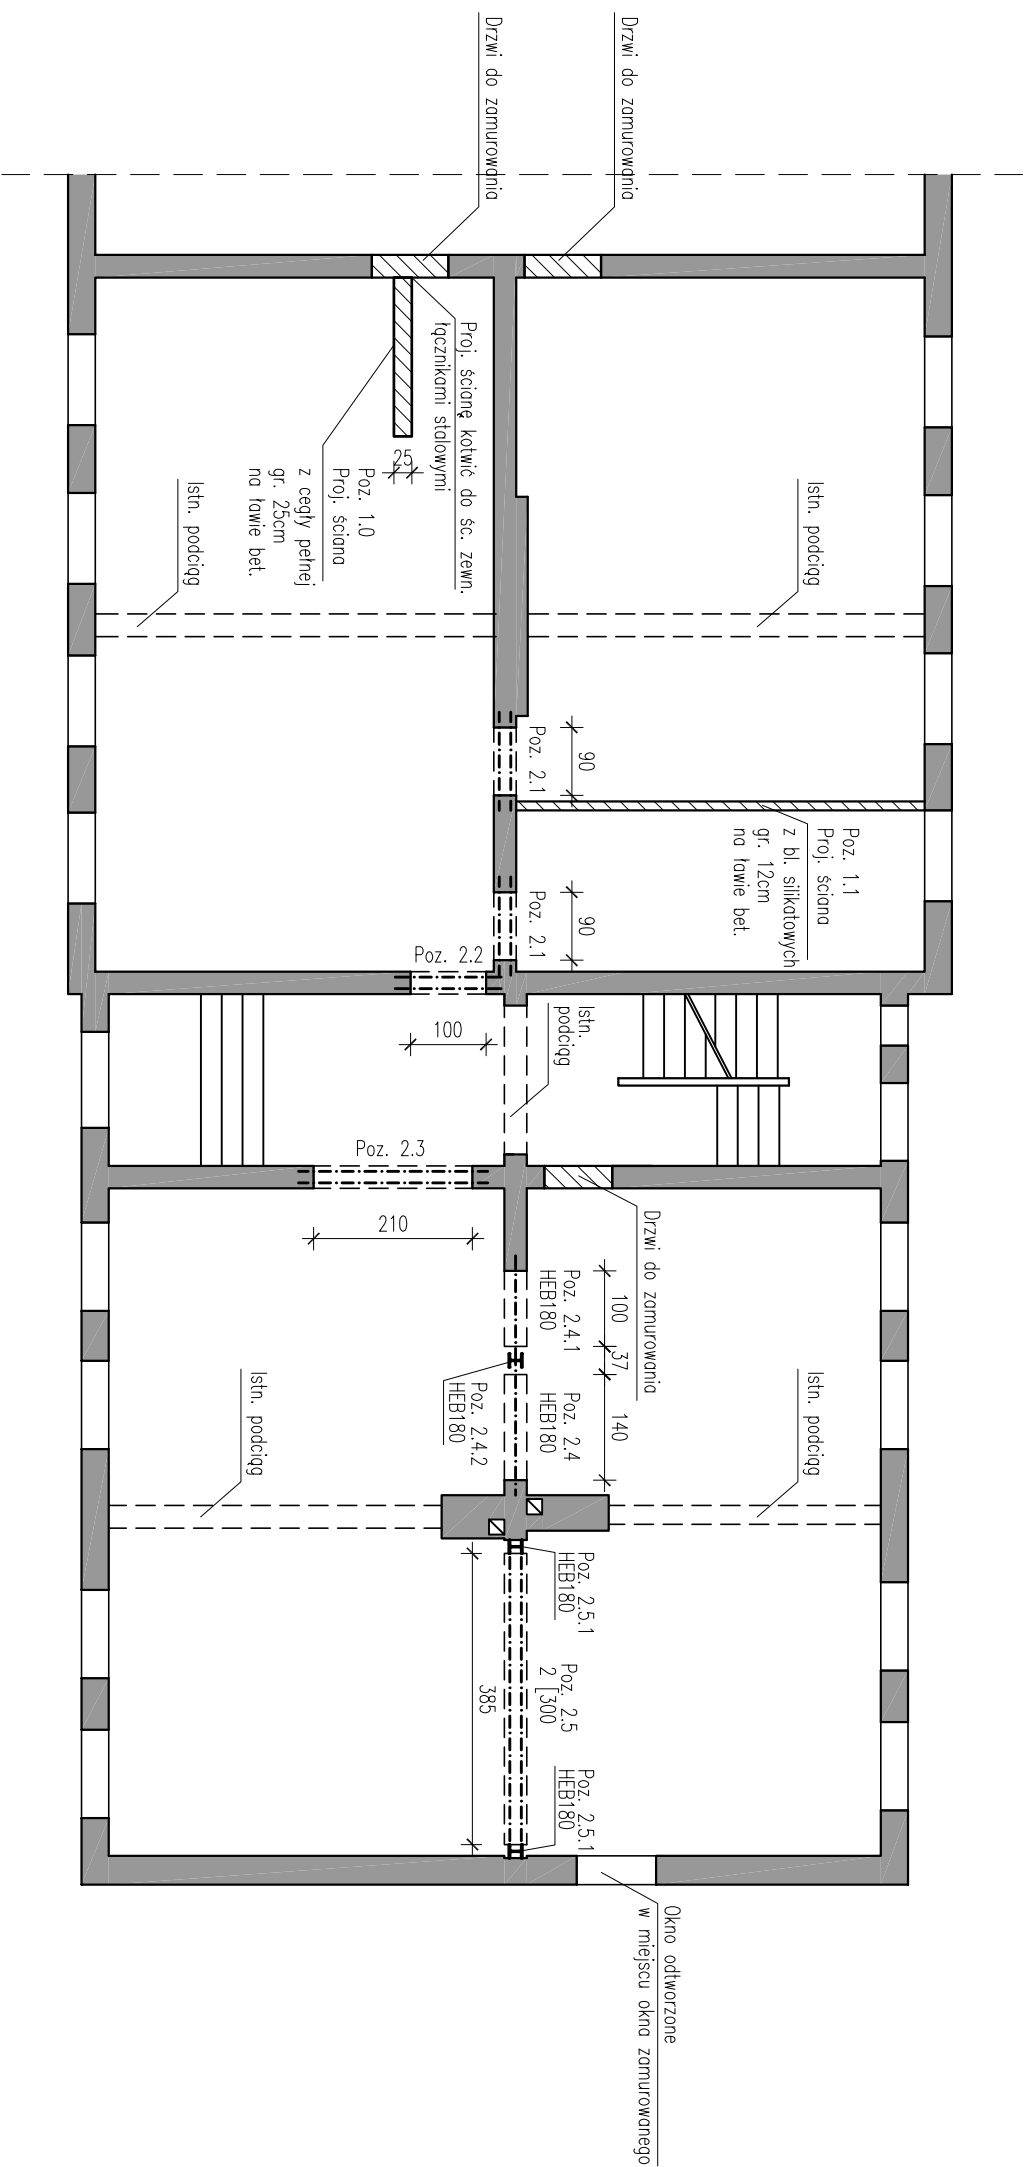 Drzwi do zamurowania
Drzwi do zamurowania
Proj. ścianę kotwić do śc. zewn.
łącznikami stalowymi
25
Poz. 1.0
Proj. ściana
z cegły pełnej
gr. 25cm
na ławie bet.
Istn. podciąg
Istn. podciąg
Poz. 2.1
90
Poz. 1.1
Proj. ściana
z bl. silikatowych
gr. 12cm
na ławie bet.
Poz. 2.1
90
Poz. 2.2
100
Istn.
podciąg
Poz. 2.3
210
Drzwi do zamurowania
100
37
140
Poz. 2.4.1
HEB180
Poz. 2.4
HEB180
Poz. 2.4.2
HEB180
Istn. podciąg
Istn. podciąg
Poz. 2.5.1
HEB180
Poz. 2.5
2 [300
385
Poz. 2.5.1
HEB180
Okno odtworzone
w miejscu okna zamurowanego